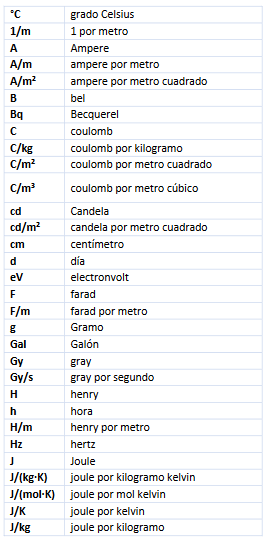 °C grado Celsius
1/m 1 por metro
A Ampere
A/m ampere por metro
A/m² ampere por metro cuadrado
B bel
Bq Becquerel
C coulomb
C/kg coulomb por kilogramo
C/m² coulomb por metro cuadrado
C/m³ coulomb por metro cúbico
cd Candela
cd/m² candela por metro cuadrado
cm centímetro
d día
eV electronvolt
F farad
F/m farad por metro
g Gramo
Gal Galón
Gy gray
Gy/s gray por segundo
H henry
h hora
H/m henry por metro
Hz hertz
J Joule
J/(kg·K) joule por kilogramo kelvin
J/(mol·K) joule por mol kelvin
J/K joule por kelvin
J/kg joule por kilogramo